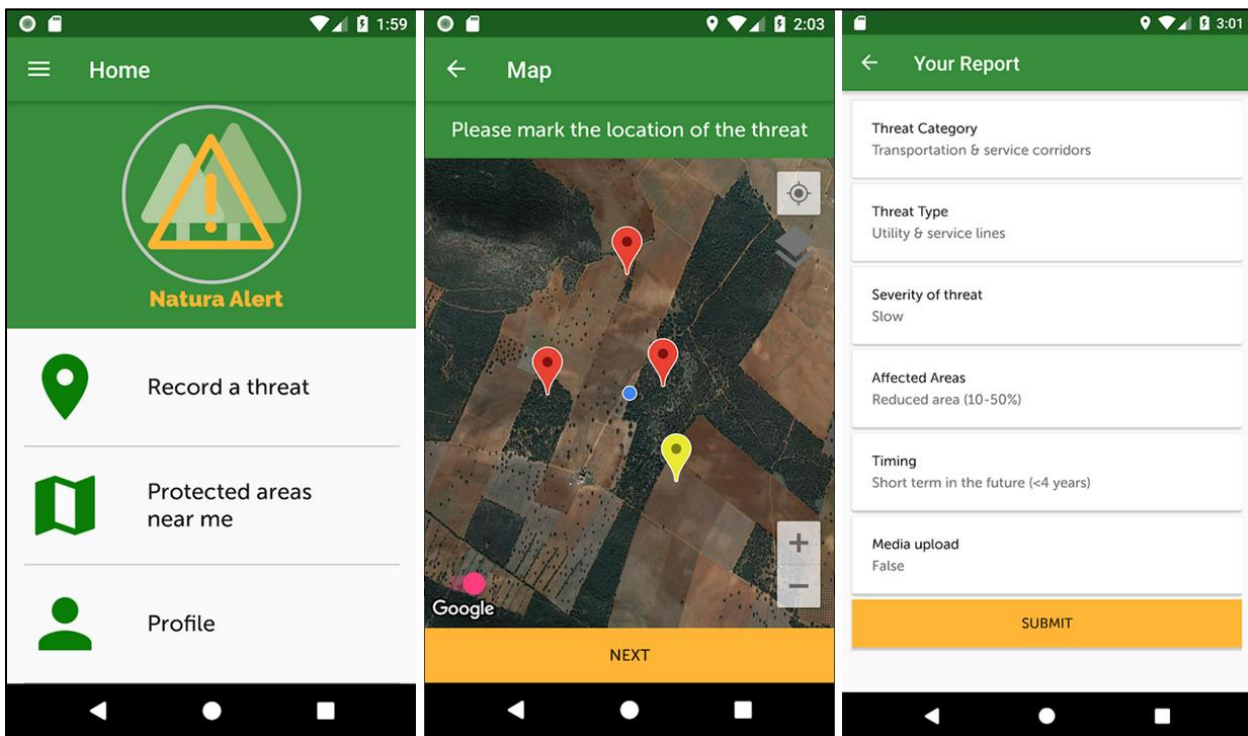 1:59
Home
Natura Alert
Record a threat
Protected areas
near me
Profile
2:03
Map
Please mark the location of the threat
Google
NEXT
3:01
Your Report
Threat Category
Transportation & service corridors
Threat Type
Utility & service lines
Severity of threat
Slow
Affected Areas
Reduced area (10-50%)
Timing
Short term in the future (<4 years)
Media upload
False
SUBMIT